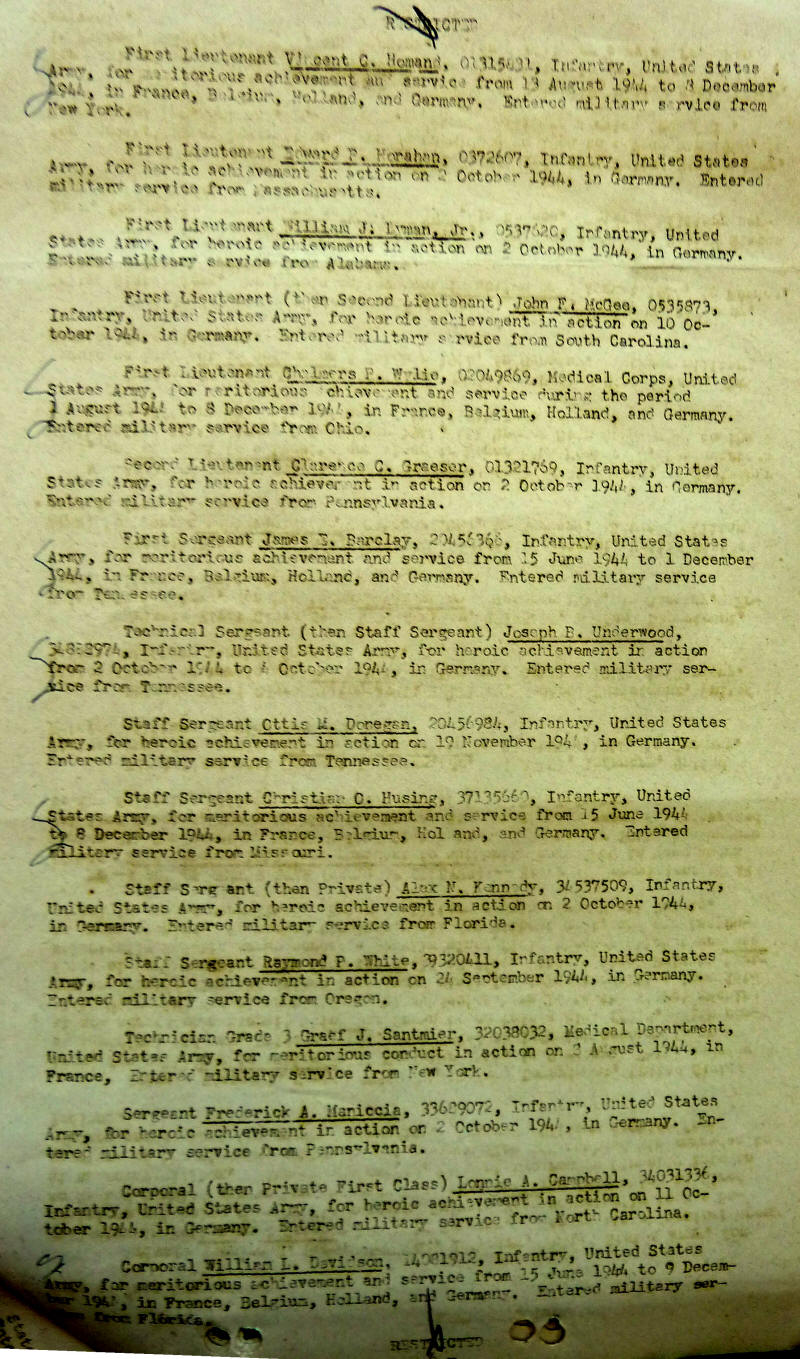 RESTRICTED
First Lieutenant Vincent C. Homan, Infantry, United States
Army, for meritorious achievement and service from 13 August 1944 to 8 December
1944, in France, Belgium, Holland, and Germany. Entered military service from
New York.
First Lieutenant Edward F. 0372607, Infantry, United States
Army, for heroic achievement in action on 2 October 1944, in Germany. Entered
military service from Massachusetts.
First Lieutenant William J. Lyman, Jr., Infantry, United
States Army, for heroic achievement in action on 2 October 1944, in Germany.
Entered military service from Alabama.
First Lieutenant (then Second Lieutenant) John F. McGee, 0535873,
Infantry, United States Army, for heroic achievement in action on 10 Oc-
tober 1944, in Germany. Entered military service from South Carolina.
First Lieutenant Chalmers F. Wylie, 02049869, Medical Corps, United
States Army, for meritorious achievement and service during the period
1 August 1944 to 8 December 1944, in France, Belgium, Holland, and Germany.
Entered military service from Ohio.
Second Lieutenant Clarence C. Graeser, 01321769, Infantry, United
States Army, for heroic achievement in action on 2 October 1944, in Germany.
Entered military service from Pennsylvania.
First Sergeant James Barclay, Infantry, United States
Army, for meritorious achievement and service from 15 June 1944 to 1 December
1944, in France, Belgium, Holland, and Germany. Entered military service
from Tennessee.
Technical Sergeant (then Staff Sergeant) Joseph B. Underwood,
Infantry, United States Army, for heroic achievement in action
from 2 October 1944 to October 1944, in Germany. Entered military ser-
vice from Tennessee.
Staff Sergeant Ottis M. Doregan, 20456984, Infantry, United States
Army, for heroic achievement in action on 19 November 1944, in Germany.
Entered military service from Tennessee.
Staff Sergeant Christian O. Husing, Infantry, United
States Army, for meritorious achievement and service from 15 June 1944
to 8 December 1944, in France, Belgium, Holland, and Germany. Entered
military service from Missouri.
Staff Sergeant (then Private) Alex N. Kennedy, 34537509, Infantry,
United States Army, for heroic achievement in action on 2 October 1944,
in Germany. Entered military service from Florida.
Staff Sergeant Raymond P. White, 39320411, Infantry, United States
Army, for heroic achievement in action on 24 September 1944, in Germany.
Entered military service from Oregon.
Technician Grade 3 Graef J. Santmier, 32038032, Medical Department,
United States Army, for meritorious conduct in action on August 1944, in
France, Entered military service from New York.
Sergeant Frederick A. Mariccia, 33629072, Infantry, United States
Army, for heroic achievement in action on 2 October 1944, in Germany. En-
tered military service from Pennsylvania.
Corporal (then Private First Class) Lonnie A. Campbell, 34031336,
Infantry, United States Army, for heroic achievement in action on 11 Oc-
tober 1944, in Germany. Entered military service from North Carolina.
Corporal William L. Davidson, Infantry, United States
Army, for meritorious achievement and service from 15 June 1944 to 9 Decem-
ber 1944, in France, Belgium, Holland, and Germany. Entered military ser-
vice from Florida.
RESTRICTED